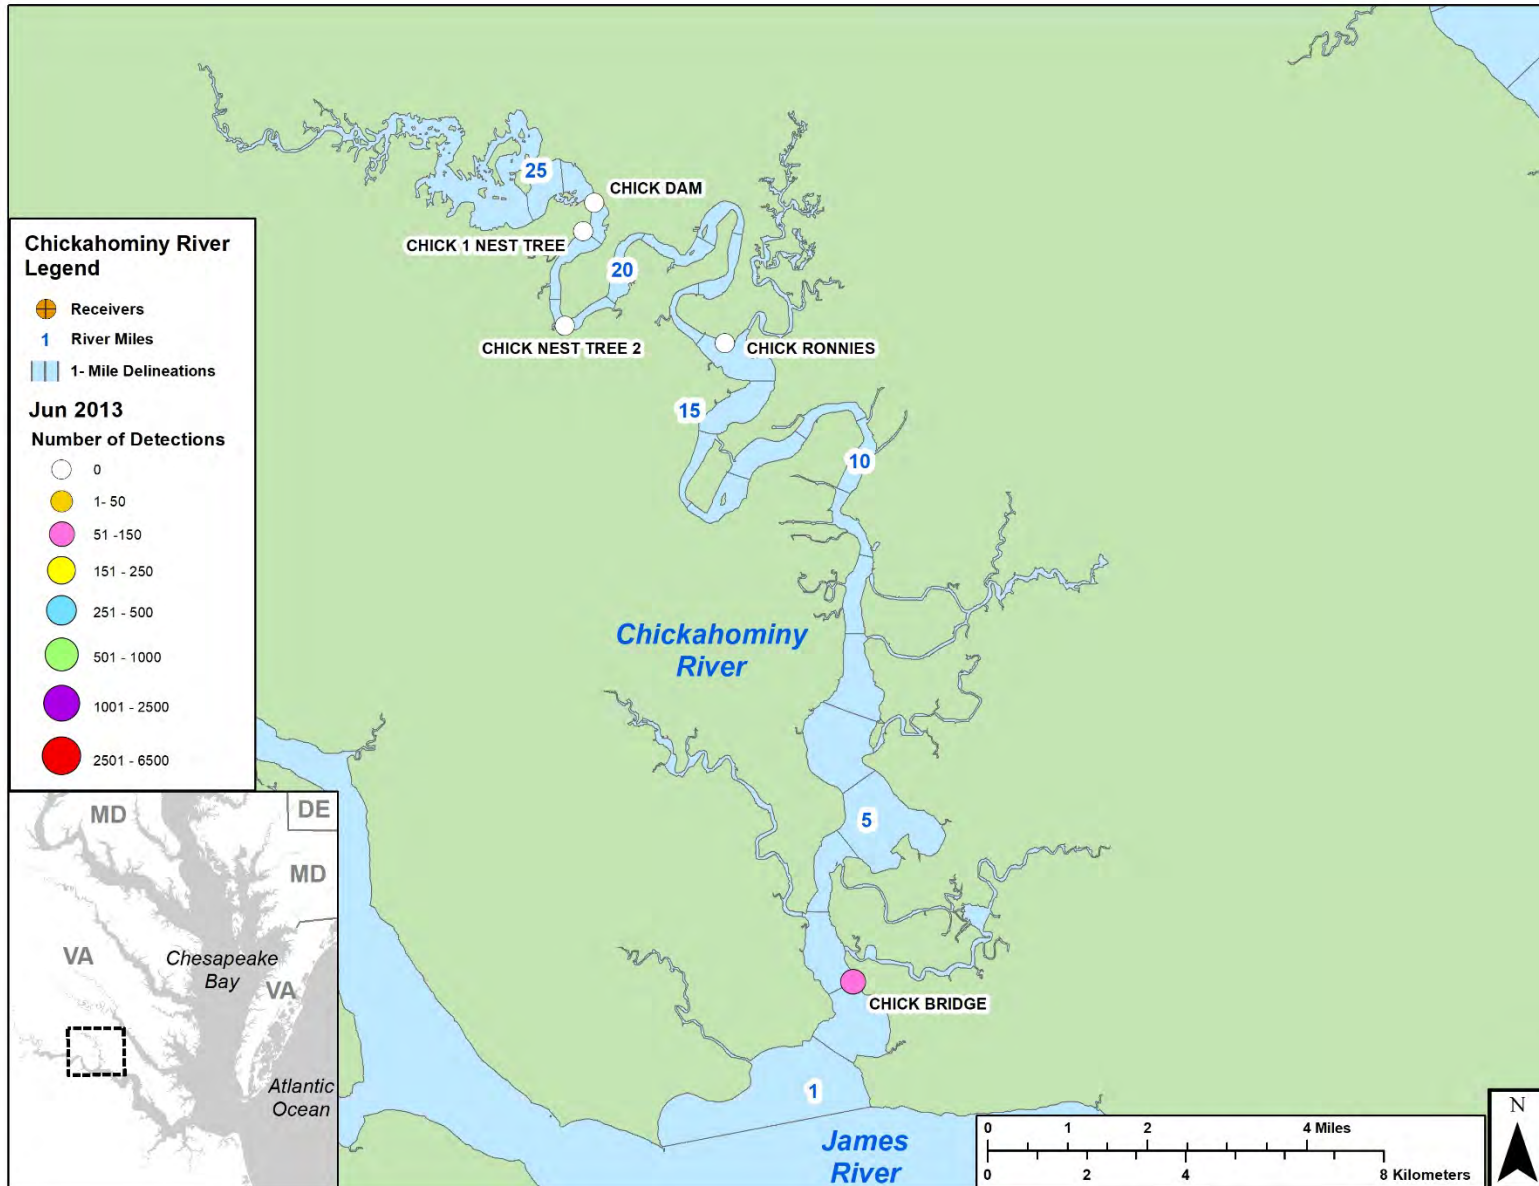 25
CHICK DAM
CHICK 1 NEST TREE
20
CHICK NEST TREE 2
CHICK RONNIES
15
10
Chickahominy
River
5
CHICK BRIDGE
1
James
River
Chickahominy River
Legend
Receivers
1 River Miles
1- Mile Delineations
Jun 2013
Number of Detections
0
1- 50
51 -150
151 - 250
251 - 500
501 - 1000
1001 - 2500
2501 - 6500
MD
DE
MD
VA
Chesapeake
Bay
VA
Atlantic
Ocean
0 1 2 4 Miles
0 2 4 8 Kilometers
N